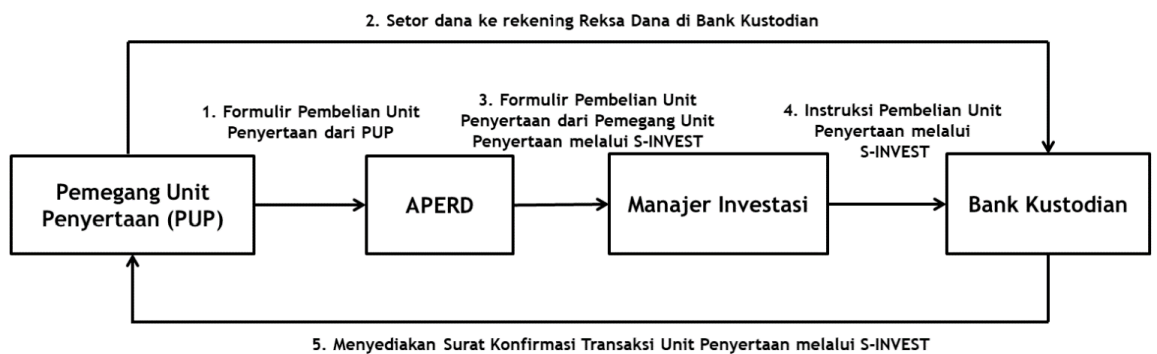 2. Setor dana ke rekening Reksa Dana di Bank Kustodian
1. Formulir Pembelian Unit
Penyertaan dari PUP
3. Formulir Pembelian Unit
Penyertaan dari Pemegang Unit
Penyertaan melalui S-INVEST
4. Instruksi Pembelian Unit
Penyertaan melalui
S-INVEST
Pemegang Unit
Penyertaan (PUP)
APERD
Manajer Investasi
Bank Kustodian
5. Menyediakan Surat Konfirmasi Transaksi Unit Penyertaan melalui S-INVEST